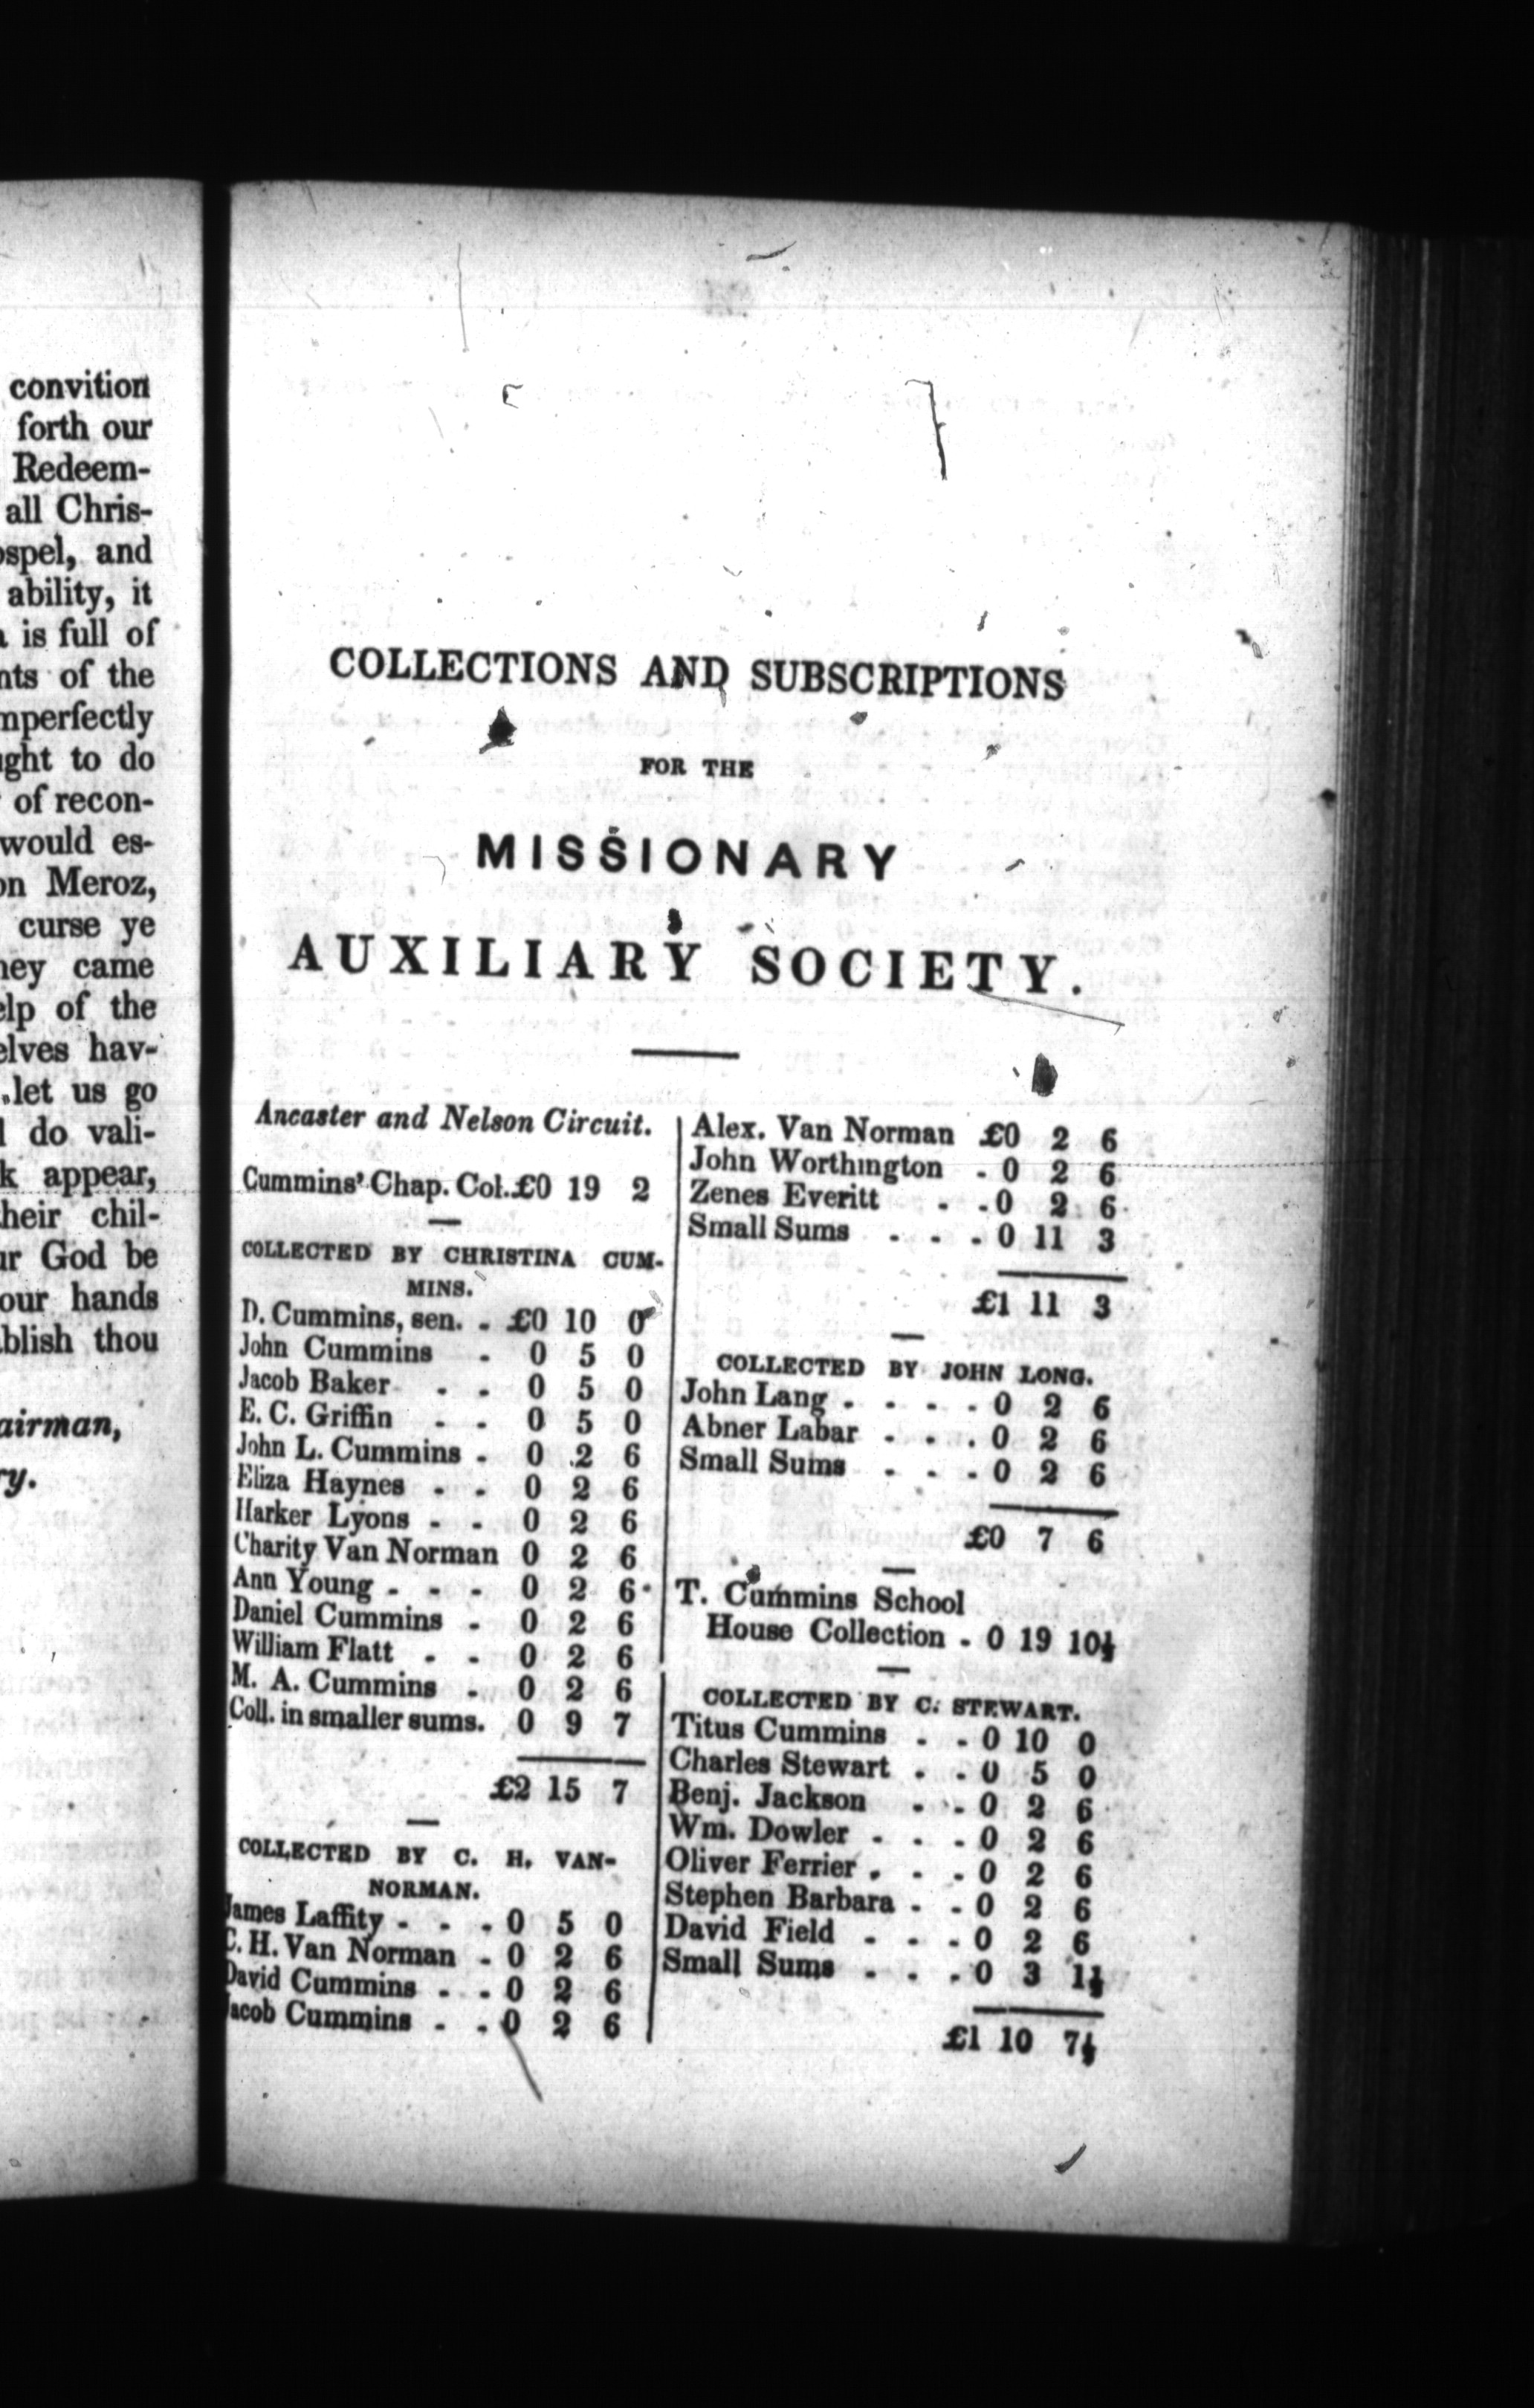 convition
forth our
Redeem-
all Chris-
ospel, and
ability, it
is full of
nts of the
mperfectly
ght to do
of recon-
would es-
on Meroz,
curse ye
hey came
elp of the
elves hav-
let us go
do vali-
k appear,
heir chil-
ur God be
our hands
blish thou
airman,
ry.
COLLECTIONS AND SUBSCRIPTIONS
FOR THE
MISSIONARY
AUXILIARY SOCIETY.
Ancaster and Nelson Circuit.
Cummins' Chap. Col. £0 19 2
COLLECTED BY CHRISTINA CUM-
MINS.
D. Cummins, sen. - £0 10 0
John Cummins - 0 5 0
Jacob Baker - - 0 5 0
E. C. Griffin - - 0 5 0
John L. Cummins - 0 2 6
Eliza Haynes - - 0 2 6
Harker Lyons - - 0 2 6
Charity Van Norman 0 2 6
Ann Young - - - 0 2 6
Daniel Cummins - 0 2 6
William Flatt - - 0 2 6
M. A. Cummins - 0 2 6
Coll. in smaller sums. 0 9 7
£2 15 7
COLLECTED BY C. H. VAN-
NORMAN.
James Laffity - - - 0 5 0
C. H. Van Norman - 0 2 6
David Cummins - - 0 2 6
Jacob Cummins - - 0 2 6
Alex. Van Norman £0 2 6
John Worthington - 0 2 6
Zenes Everitt - - 0 2 6
Small Sums - - - 0 11 3
£1 11 3
COLLECTED BY JOHN LONG.
John Lang - - - - 0 2 6
Abner Labar - - - 0 2 6
Small Sums - - - 0 2 6
£0 7 6
T. Cummins School
House Collection - 0 19 10½
COLLECTED BY C. STEWART.
Titus Cummins - - 0 10 0
Charles Stewart - - 0 5 0
Benj. Jackson - - 0 2 6
Wm. Dowler - - - 0 2 6
Oliver Ferrier - - - 0 2 6
Stephen Barbara - - 0 2 6
David Field - - - 0 2 6
Small Sums - - - 0 3 1½
£1 10 7½